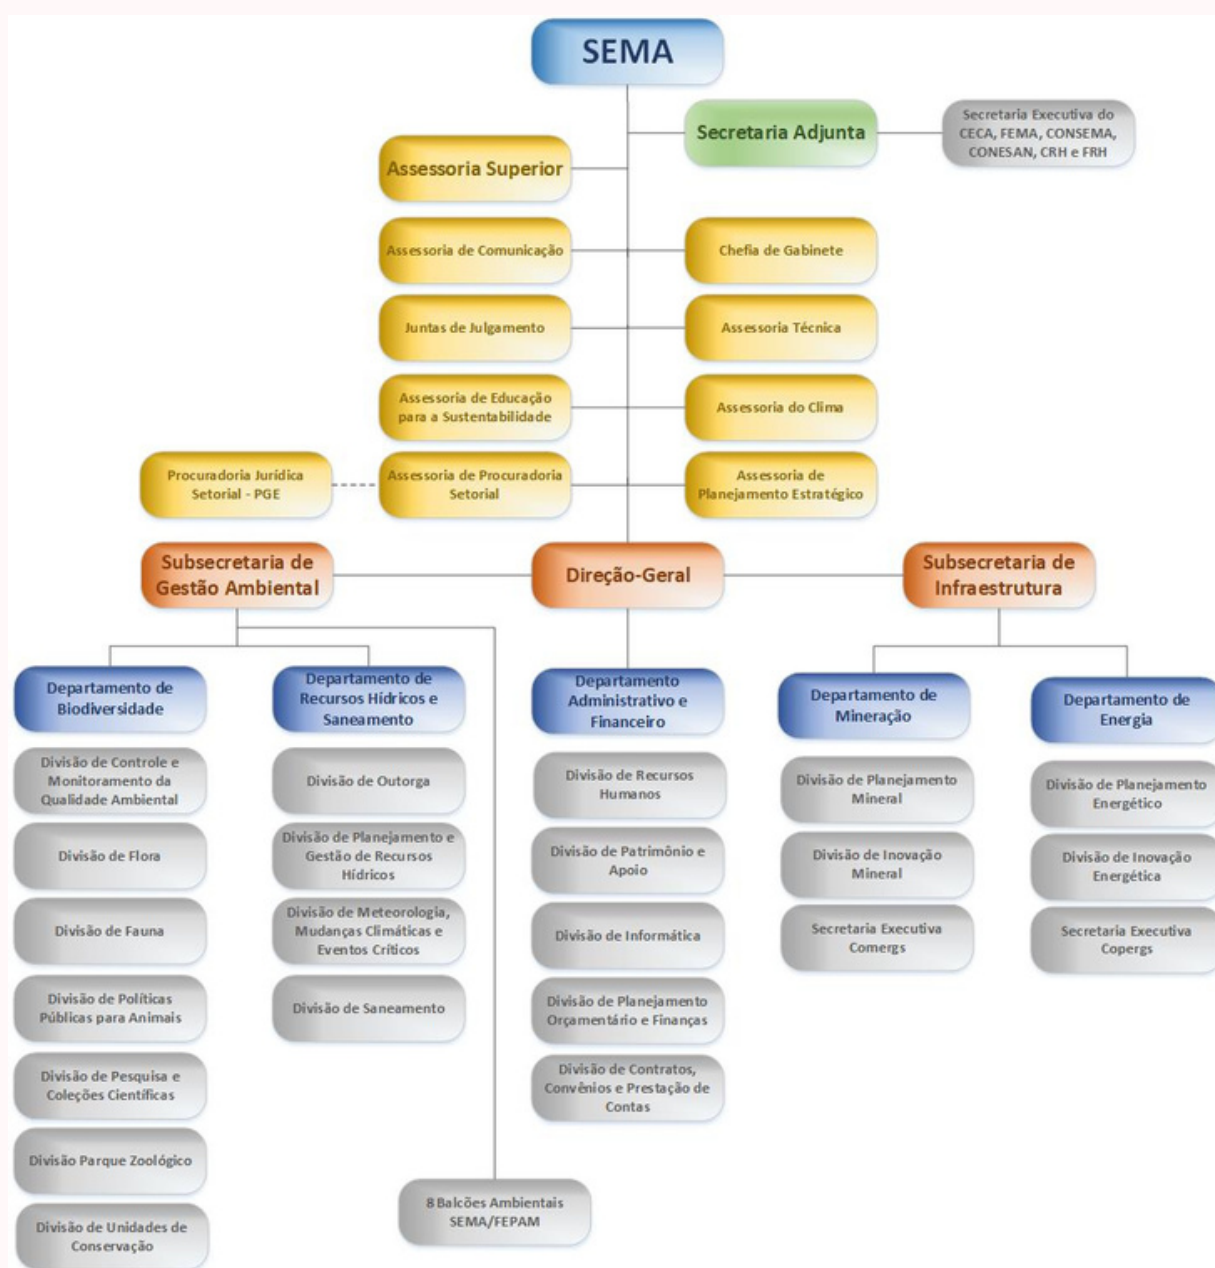 SEMA
Secretaria Adjunta
Secretaria Executiva do
CECA, FEMA, CONSEMA,
CONESAN, CRH e FRH
Assessoria Superior
Assessoria de Comunicação
Chefia de Gabinete
Juntas de Julgamento
Assessoria Técnica
Assessoria de Educação
para a Sustentabilidade
Assessoria do Clima
Procuradoria Jurídica
Setorial - PGE
Assessoria de Procuradoria
Setorial
Assessoria de
Planejamento Estratégico
Subsecretaria de
Gestão Ambiental
Direção-Geral
Subsecretaria de
Infraestrutura
Departamento de
Biodiversidade
Departamento de
Recursos Hídricos e
Saneamento
Departamento
Administrativo e
Financeiro
Departamento de
Mineração
Departamento de
Energia
Divisão de Controle e
Monitoramento da
Qualidade Ambiental
Divisão de Outorga
Divisão de Recursos
Humanos
Divisão de Planejamento
Mineral
Divisão de Planejamento
Energético
Divisão de Flora
Divisão de Planejamento e
Gestão de Recursos
Hídricos
Divisão de Patrimônio e
Apoio
Divisão de Inovação
Mineral
Divisão de Inovação
Energética
Divisão de Fauna
Divisão de Meteorologia,
Mudanças Climáticas e
Eventos Críticos
Divisão de Informática
Secretaria Executiva
Comergs
Secretaria Executiva
Copergs
Divisão de Políticas
Públicas para Animais
Divisão de Saneamento
Divisão de Planejamento
Orçamentário e Finanças
Divisão de Pesquisa e
Coleções Científicas
Divisão de Contratos,
Convênios e Prestação de
Contas
Divisão Parque Zoológico
8 Balcões Ambientais
SEMA/FEPAM
Divisão de Unidades de
Conservação